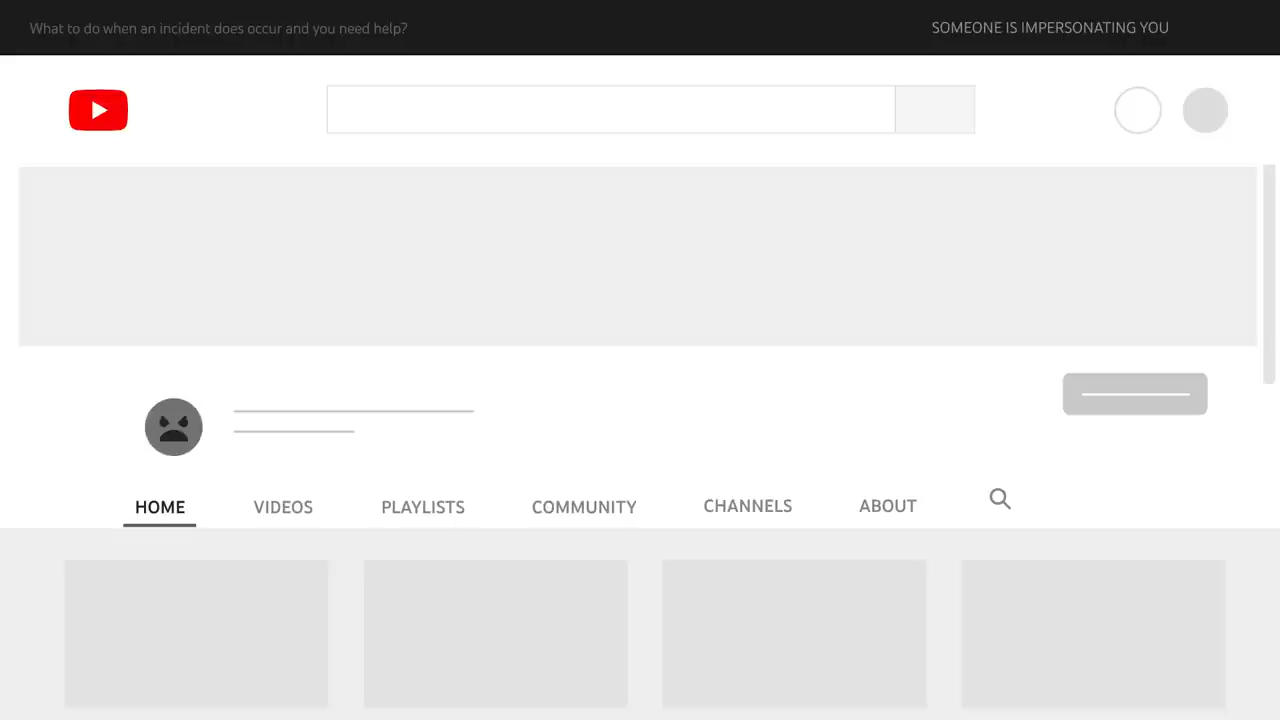 What to do when an incident does occur and you need help?
SOMEONE IS IMPERSONATING YOU
HOME VIDEOS PLAYLISTS COMMUNITY CHANNELS ABOUT